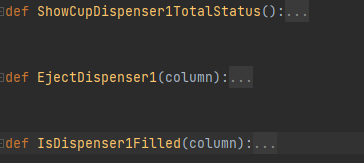 def ShowCupDispenser1TotalStatus():...
def EjectDispenser1(column):...
def IsDispenser1Filled(column):...